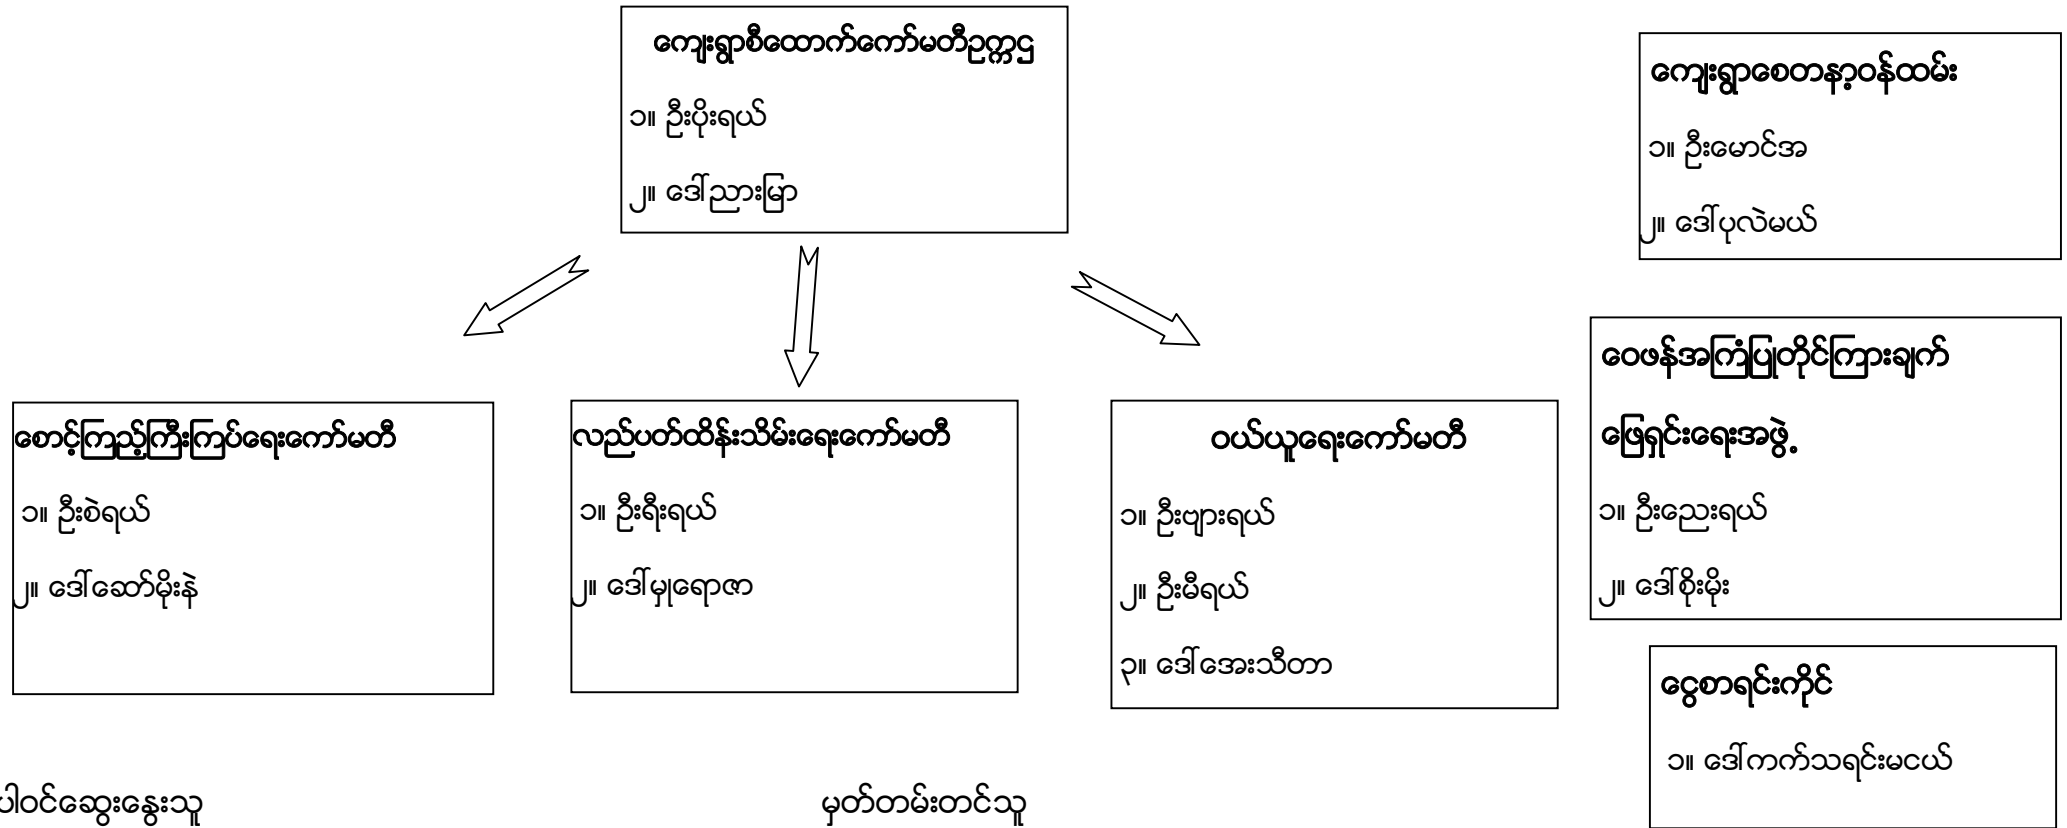 ကျေးရွာစီထောက်ကော်မတီဥက္ကဌ
၁။ ဦးပိုးရယ်
၂။ ဒေါ်ညားမြာ
ကျေးရွာစေတနာ့ဝန်ထမ်း
၁။ ဦးမောင်အ
၂။ ဒေါ်ပုလဲမယ်
စောင့်ကြည့်ကြီးကြပ်ရေးကော်မတီ
၁။ ဦးစဲရယ်
၂။ ဒေါ်ဆော်မိုးနဲ
လည်ပတ်ထိန်းသိမ်းရေးကော်မတီ
၁။ ဦးရီးရယ်
၂။ ဒေါ်မှုရောဇာ
ဝယ်ယူရေးကော်မတီ
၁။ ဦးဗျားရယ်
၂။ ဦးမီရယ်
၃။ ဒေါ်အေးသီတာ
ဝေဖန်အကြံပြုတိုင်ကြားချက်
ဖြေရှင်းရေးအဖွဲ့
၁။ ဦးညေးရယ်
၂။ ဒေါ်စိုးမိုး
ငွေစာရင်းကိုင်
၁။ ဒေါ်ကက်သရင်းမငယ်
ပါဝင်ဆွေးနွေးသူ
မှတ်တမ်းတင်သူ